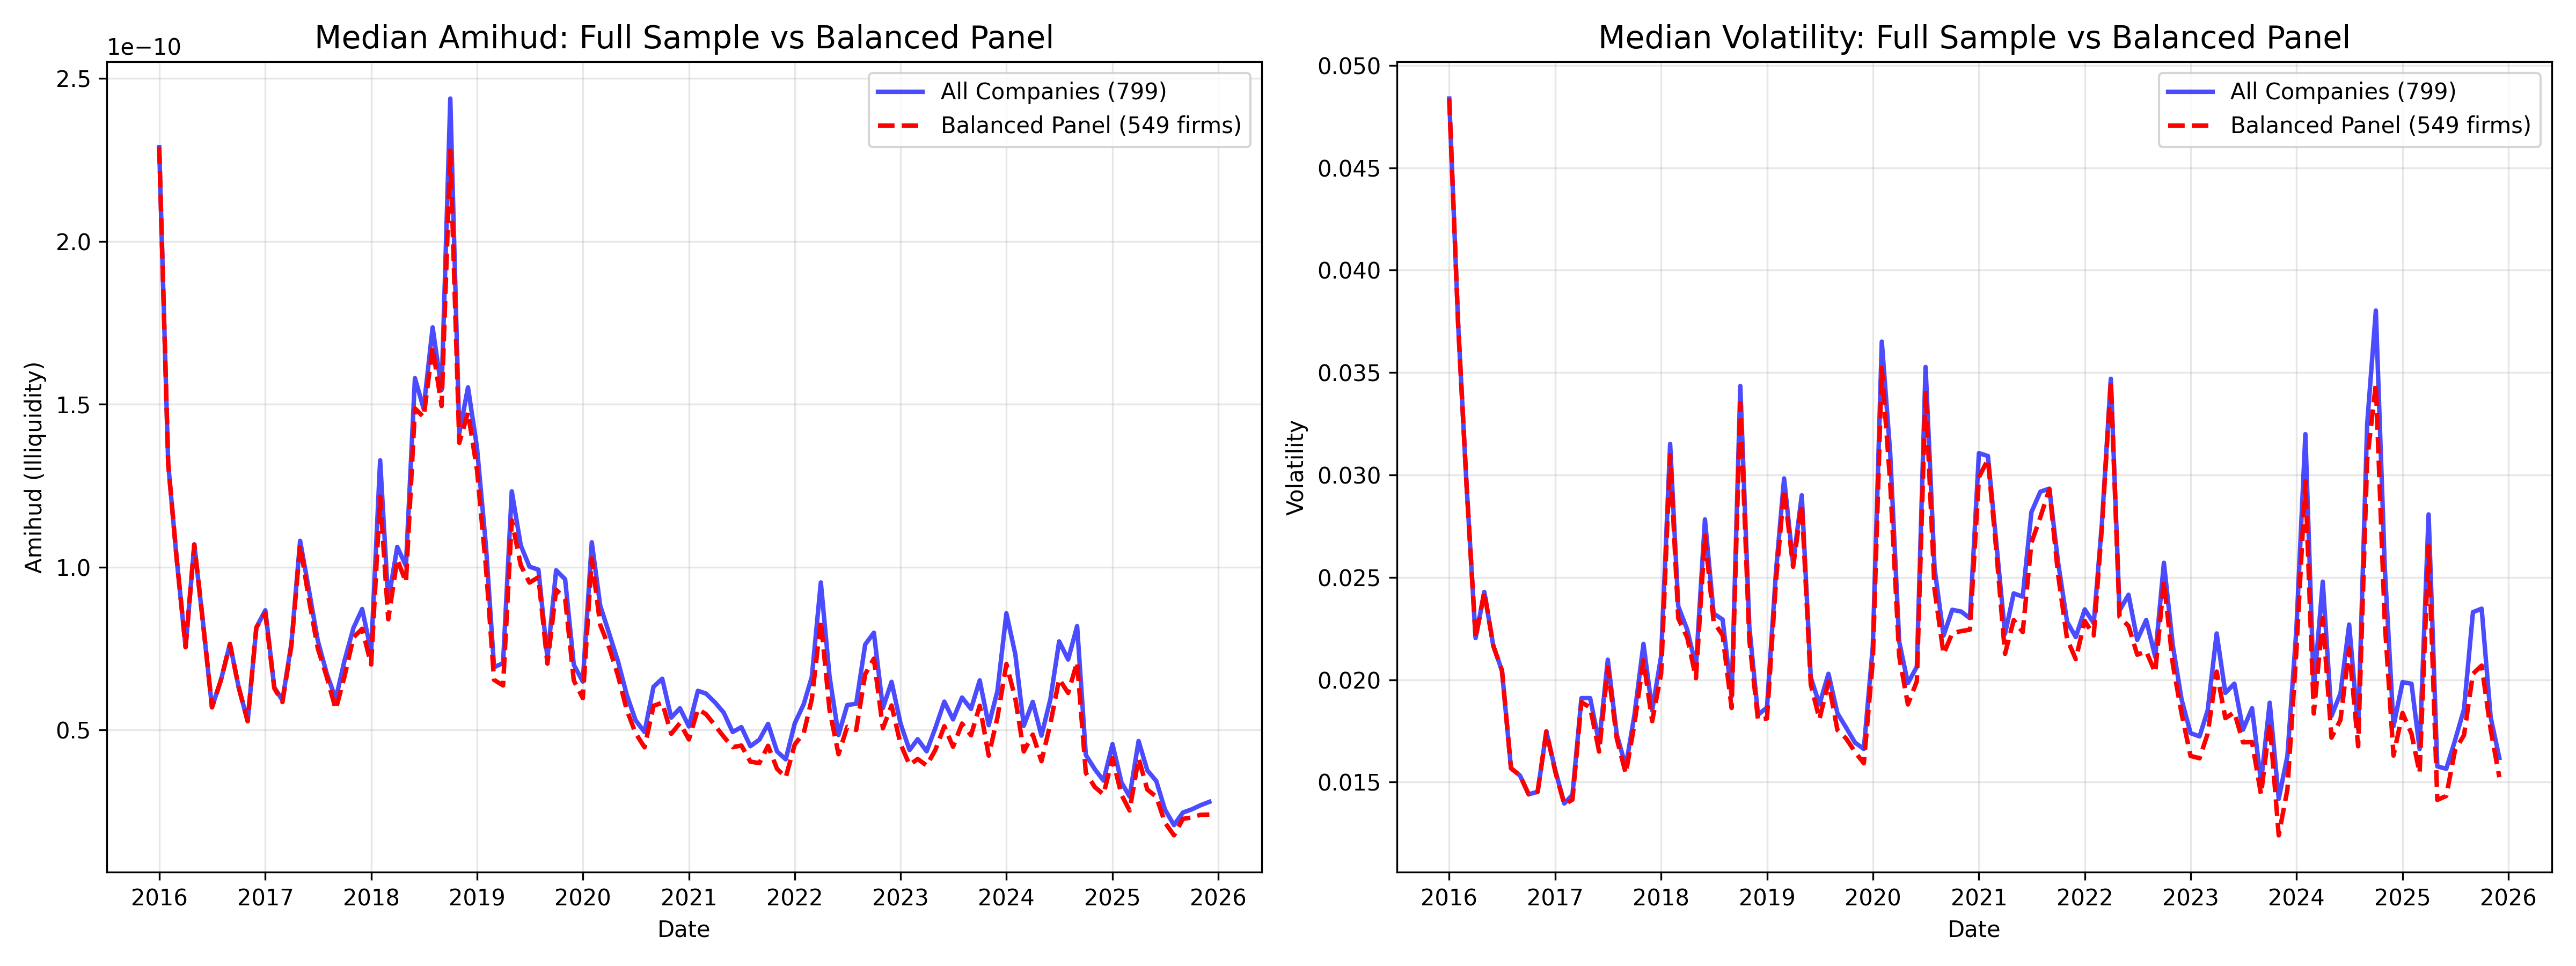 Median Amihud: Full Sample vs Balanced Panel
1e−10
All Companies (799)
Balanced Panel (549 firms)
2.5
2.0
1.5
1.0
0.5
Amihud (Illiquidity)
2016 2017 2018 2019 2020 2021 2022 2023 2024 2025 2026
Date
Median Volatility: Full Sample vs Balanced Panel
All Companies (799)
Balanced Panel (549 firms)
0.050
0.045
0.040
0.035
0.030
0.025
0.020
0.015
Volatility
2016 2017 2018 2019 2020 2021 2022 2023 2024 2025 2026
Date